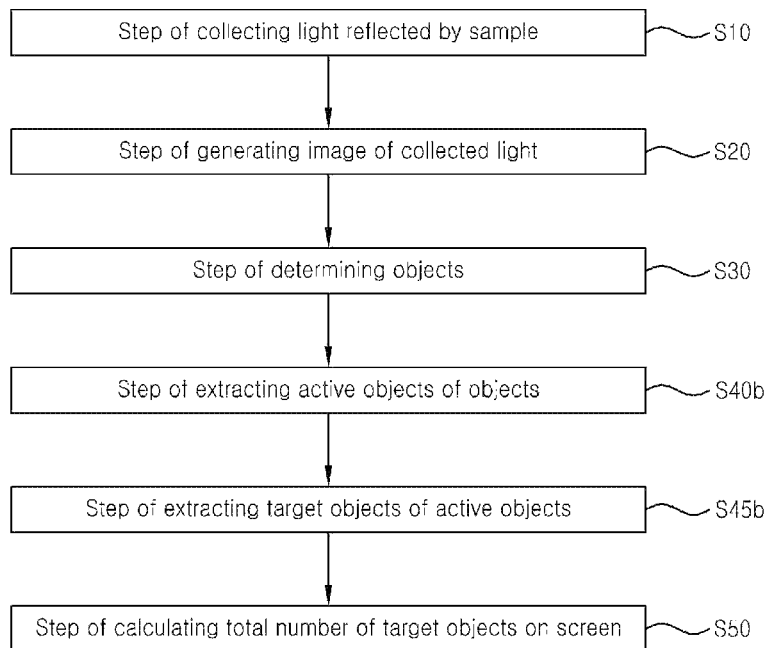 Step of collecting light reflected by sample S10
Step of generating image of collected light S20
Step of determining objects S30
Step of extracting active objects of objects S40b
Step of extracting target objects of active objects S45b
Step of calculating total number of target objects on screen S50